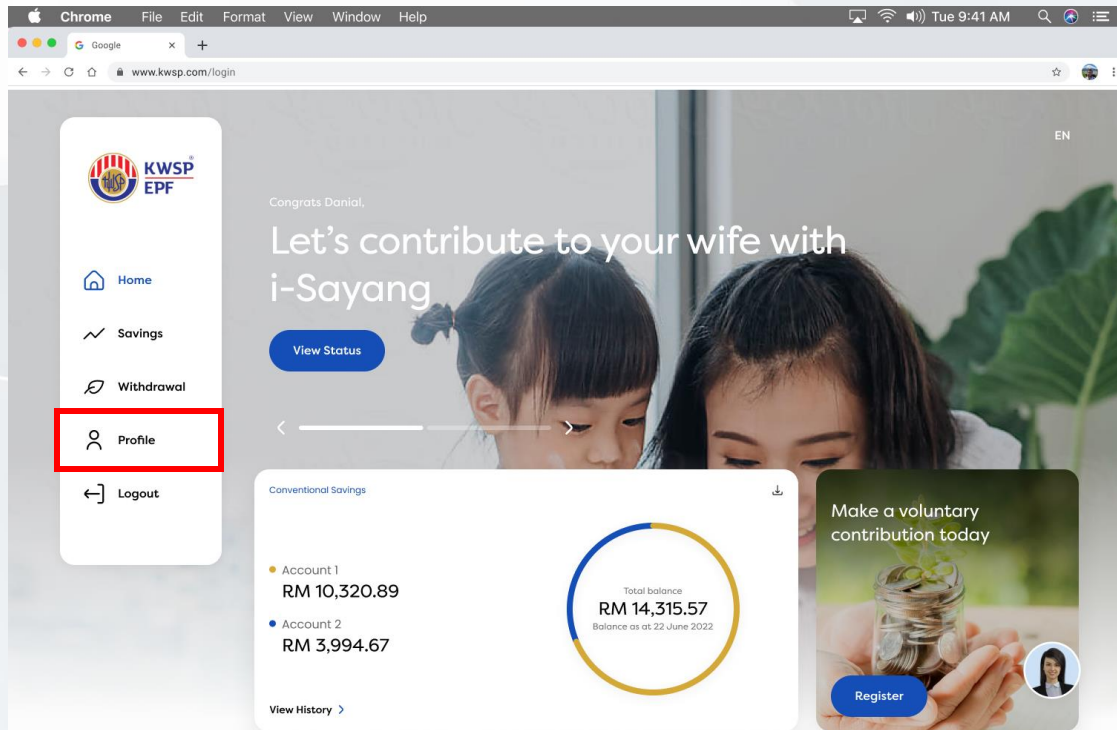 Chrome File Edit Format View Window Help Tue 9:41 AM
G Google × +
www.kwsp.com/login
EN
KWSP
EPF
Congrats Danial,
Let's contribute to your wife with
i-Sayang
View Status
Home
Savings
Withdrawal
Profile
Logout
Conventional Savings
Account 1
RM 10,320.89
Account 2
RM 3,994.67
View History >
Total balance
RM 14,315.57
Balance as at 22 June 2022
Make a voluntary
contribution today
Register